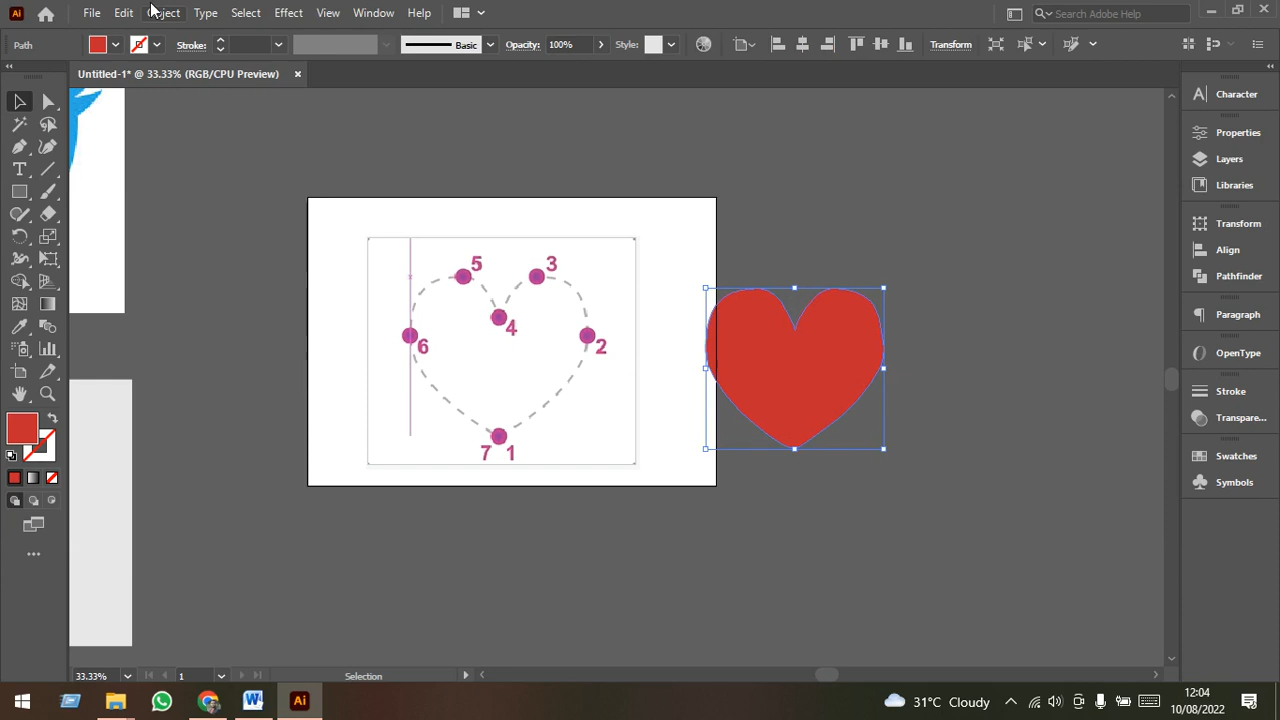 Ai File Edit Object Type Select Effect View Window Help Search Adobe Help
Path Stroke: Basic Opacity: 100% Style: Transform
Untitled-1* @ 33.33% (RGB/CPU Preview) ×
Character
Properties
Layers
Libraries
Transform
Align
Pathfinder
Paragraph
OpenType
Stroke
Transpare...
Swatches
Symbols
5 3
4
6 2
7 1
33.33% 1 Selection
W Ai 31°C Cloudy 12:04
10/08/2022